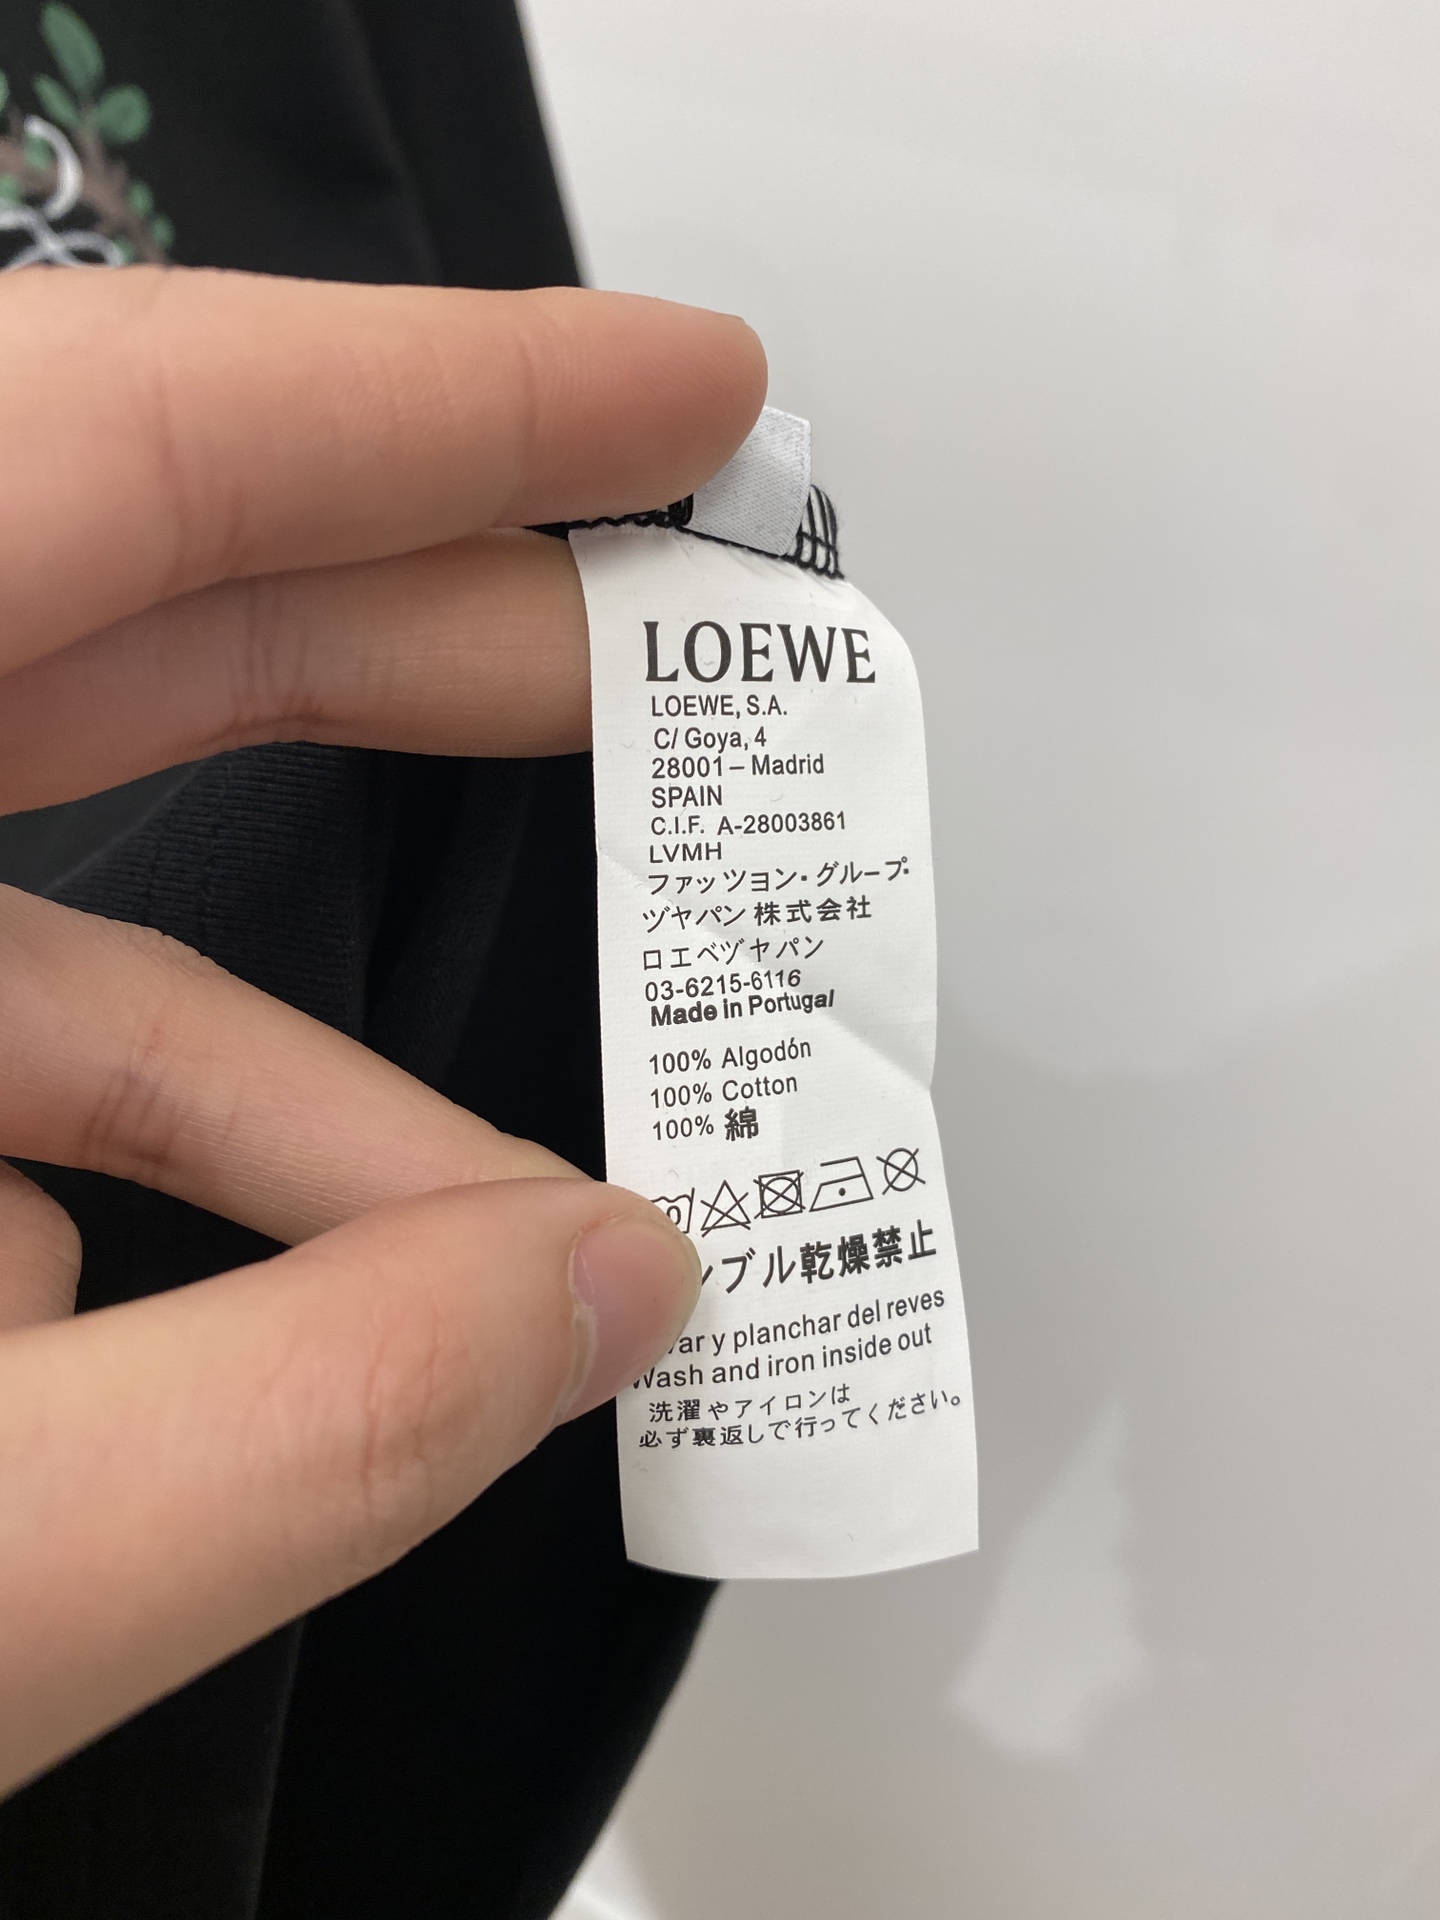 LOEWE
LOEWE, S.A.
C/ Goya, 4
28001 – Madrid
SPAIN
C.I.F. A-28003861
LVMH
ファッツヨン・グループ・
ヅヤパン 株式会社
ロエベヅヤパン
03-6215-6116
Made in Portugal
100% Algodón
100% Cotton
100% 綿
ンブル乾燥禁止
var y planchar del reves
Wash and iron inside out
洗濯やアイロンは
必ず裏返しで行ってください。